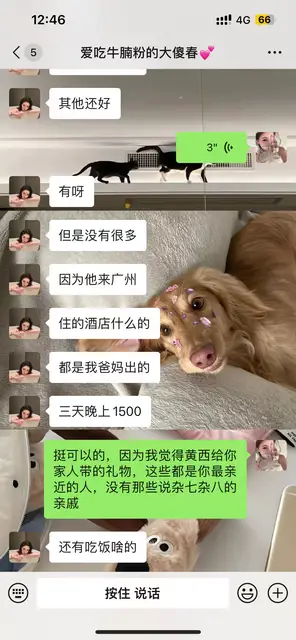 12:46
4G
66
5
爱吃牛腩粉的大傻春💕
其他还好
3"
有呀
但是没有很多
因为他来广州
住的酒店什么的
都是我爸妈出的
三天晚上1500
挺可以的，因为我觉得黄西给你
家人带的礼物，这些都是你最亲
近的人，没有那些说杂七杂八的
亲戚
还有吃饭啥的
按住 说话